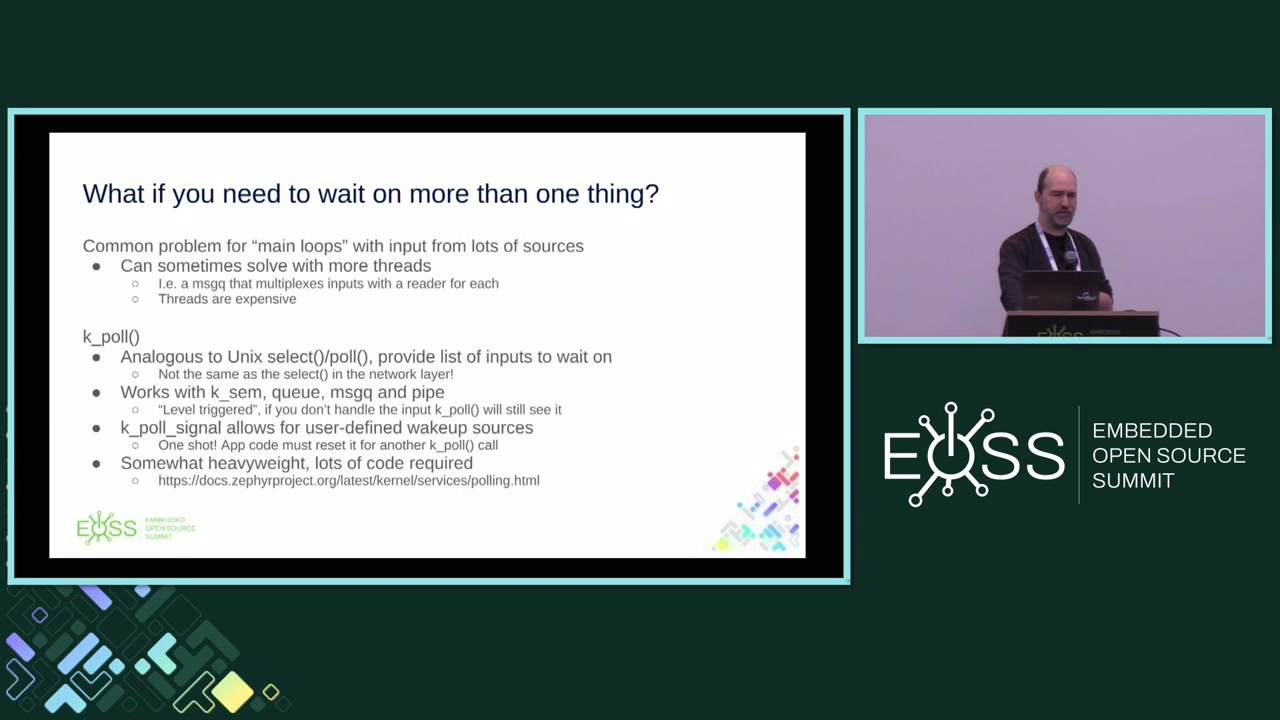 What if you need to wait on more than one thing?
Common problem for “main loops” with input from lots of sources
● Can sometimes solve with more threads
○ I.e. a msgq that multiplexes inputs with a reader for each
○ Threads are expensive
k_poll()
● Analogous to Unix select()/poll(), provide list of inputs to wait on
○ Not the same as the select() in the network layer!
● Works with k_sem, queue, msgq and pipe
○ “Level triggered”, if you don’t handle the input k_poll() will still see it
● k_poll_signal allows for user-defined wakeup sources
○ One shot! App code must reset it for another k_poll() call
● Somewhat heavyweight, lots of code required
○ https://docs.zephyrproject.org/latest/kernel/services/polling.html
EOSS
EMBEDDED
OPEN SOURCE
SUMMIT
EOSS
EMBEDDED
OPEN SOURCE
SUMMIT